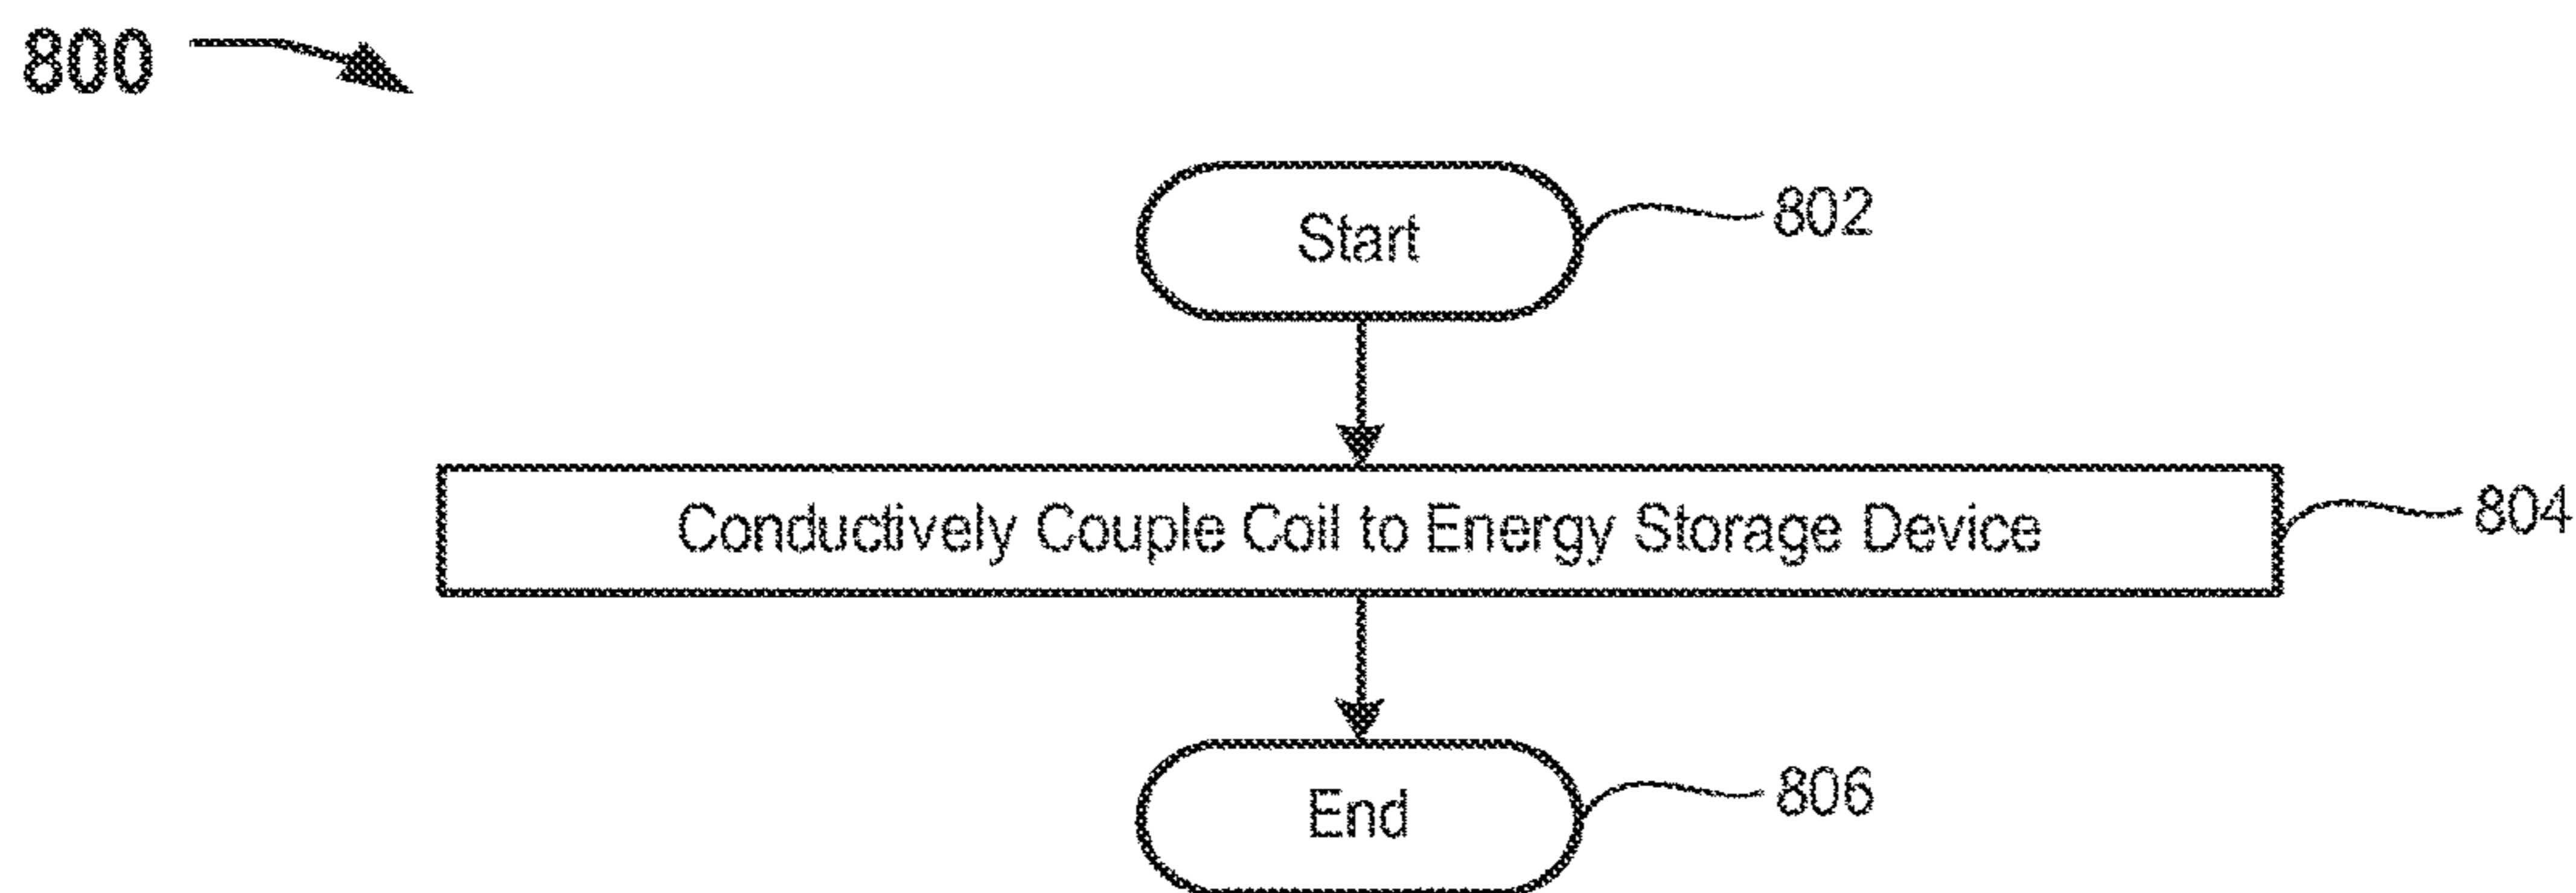 800
Start
802
Conductively Couple Coil to Energy Storage Device
804
End
806